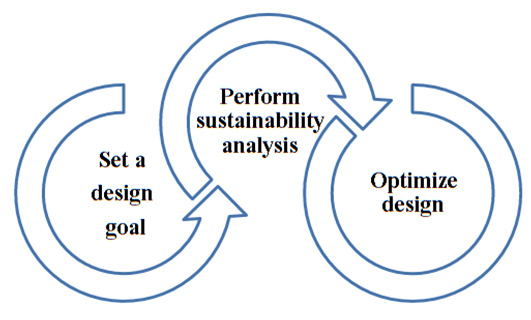 Set a
design
goal
Perform
sustainability
analysis
Optimize
design